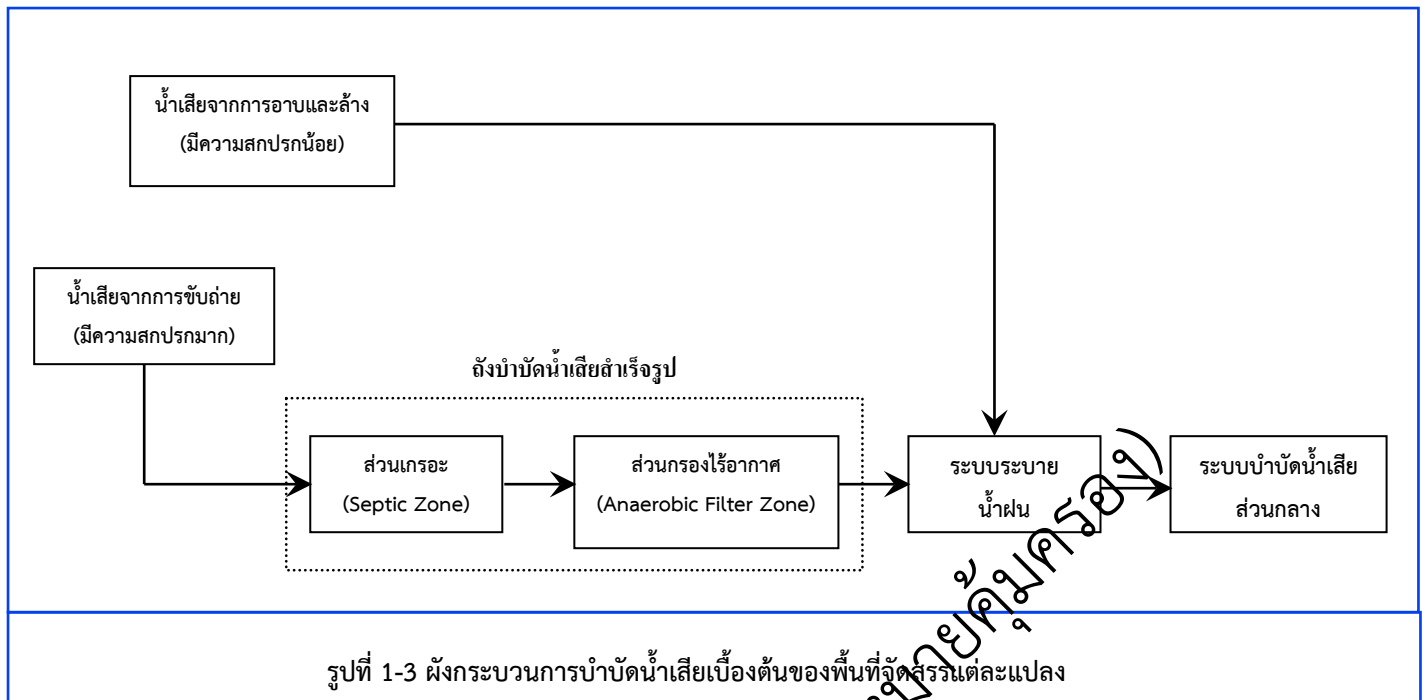 น้ำเสียจากการอาบและล้าง
(มีความสกปรกน้อย)
น้ำเสียจากการขับถ่าย
(มีความสกปรกมาก)
ถังบำบัดน้ำเสียสำเร็จรูป
ส่วนเกรอะ
(Septic Zone)
ส่วนกรองไร้อากาศ
(Anaerobic Filter Zone)
ระบบระบาย
น้ำฝน
ระบบบำบัดน้ำเสีย
ส่วนกลาง
รูปที่ 1-3 ผังกระบวนการบำบัดน้ำเสียเบื้องต้นของพื้นที่จัดสรรแต่ละแปลง
มายคุ้มครอง)